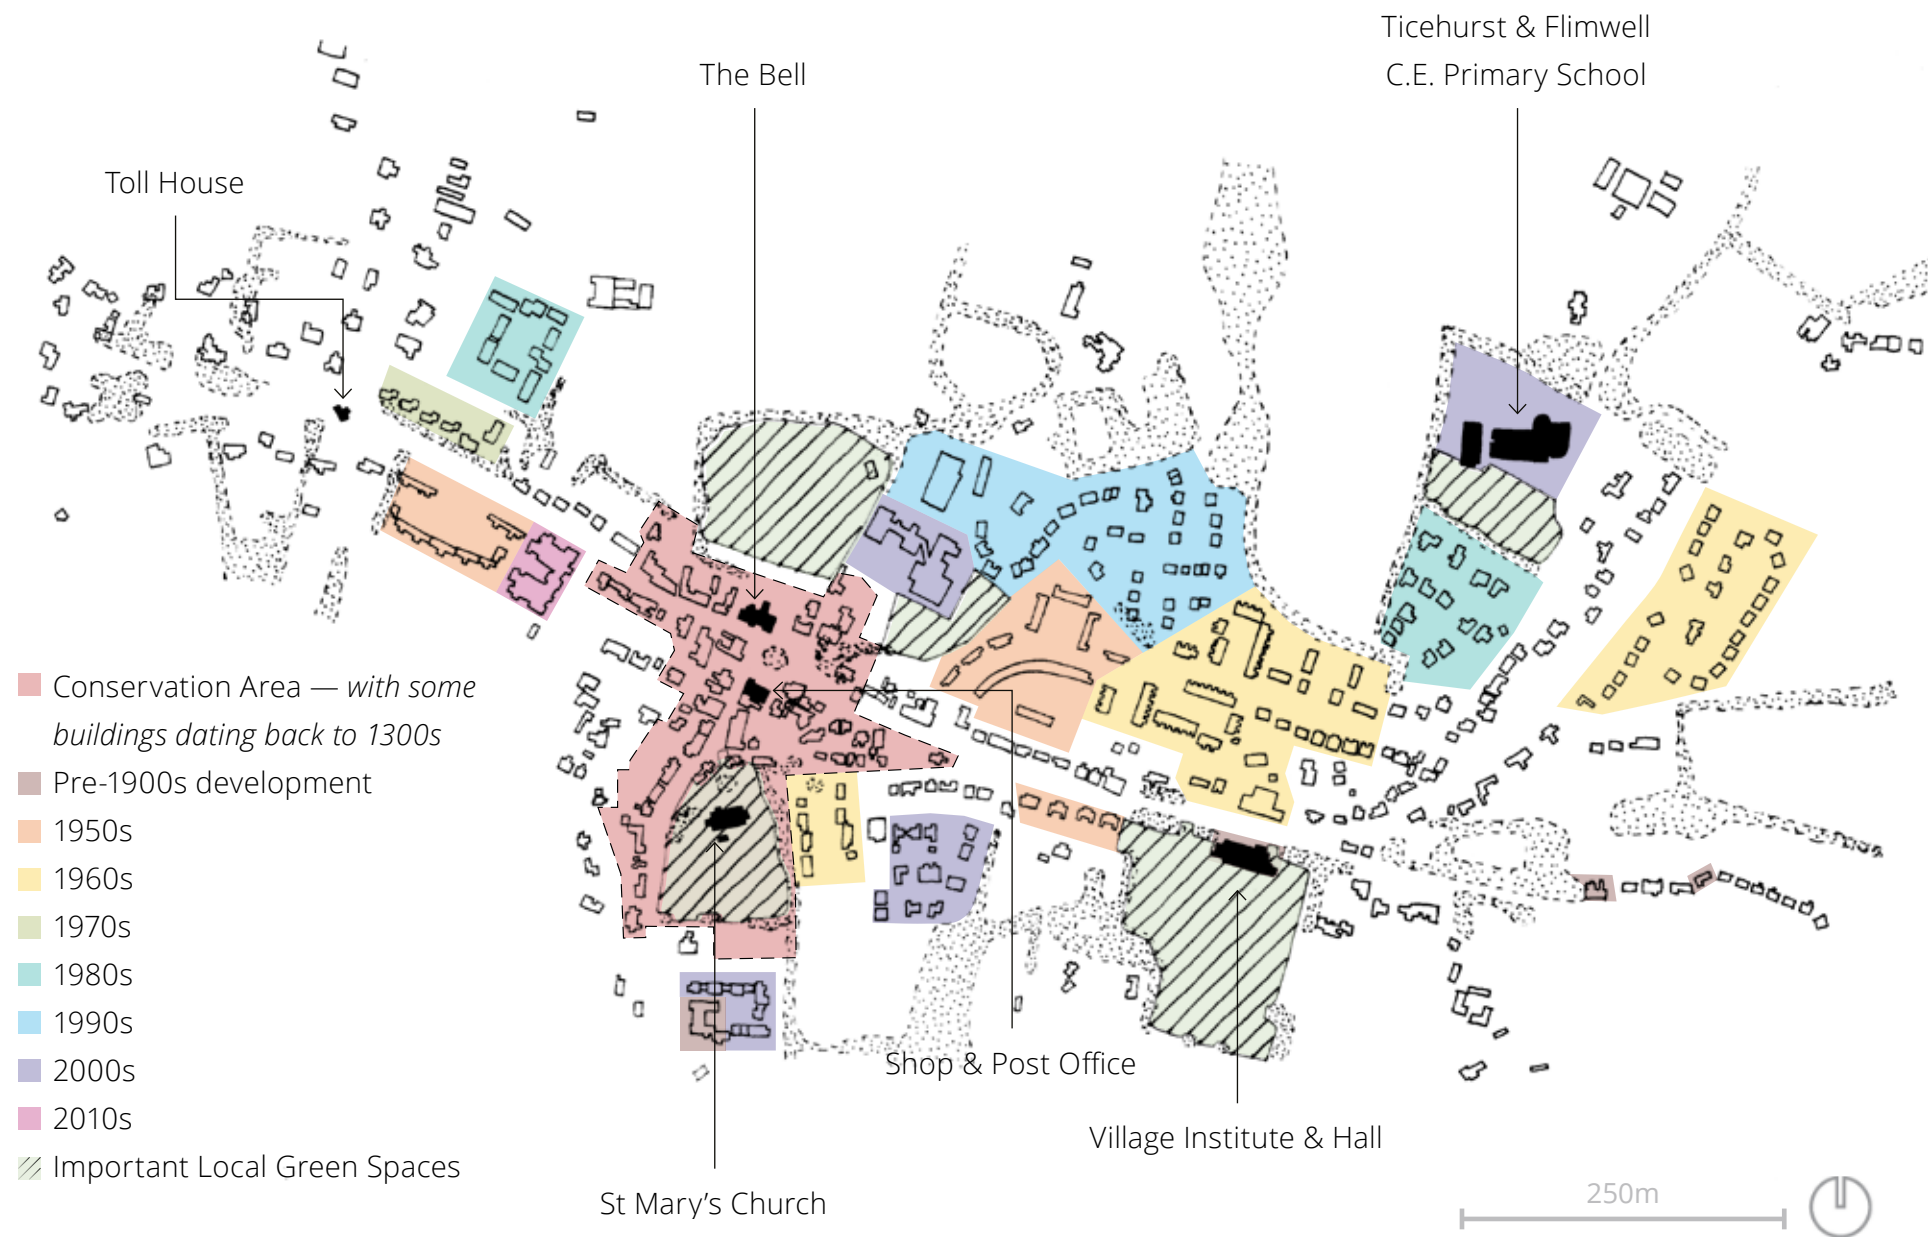 Ticehurst & Flimwell
C.E. Primary School
The Bell
Toll House
Conservation Area — with some
buildings dating back to 1300s
Pre-1900s development
1950s
1960s
1970s
1980s
1990s
2000s
2010s
Important Local Green Spaces
Shop & Post Office
Village Institute & Hall
St Mary’s Church
250m